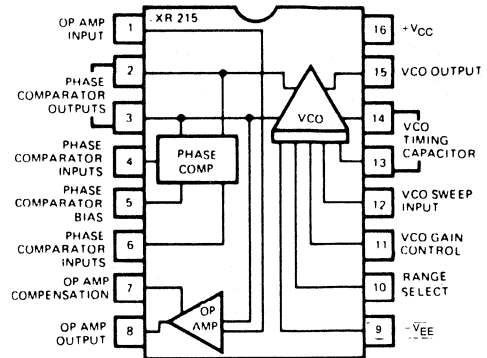 XR 215
OP AMP
INPUT
1
2
PHASE
COMPARATOR
OUTPUTS
3
PHASE
COMPARATOR
INPUTS
4
PHASE
COMPARATOR
BIAS
5
PHASE
COMPARATOR
INPUTS
6
OP AMP
COMPENSATION
7
OP AMP
OUTPUT
8
PHASE
COMP
VCO
OP
AMP
16
+VCC
15
VCO OUTPUT
14
VCO
TIMING
CAPACITOR
13
12
VCO SWEEP
INPUT
11
VCO GAIN
CONTROL
10
RANGE
SELECT
9
-VEE